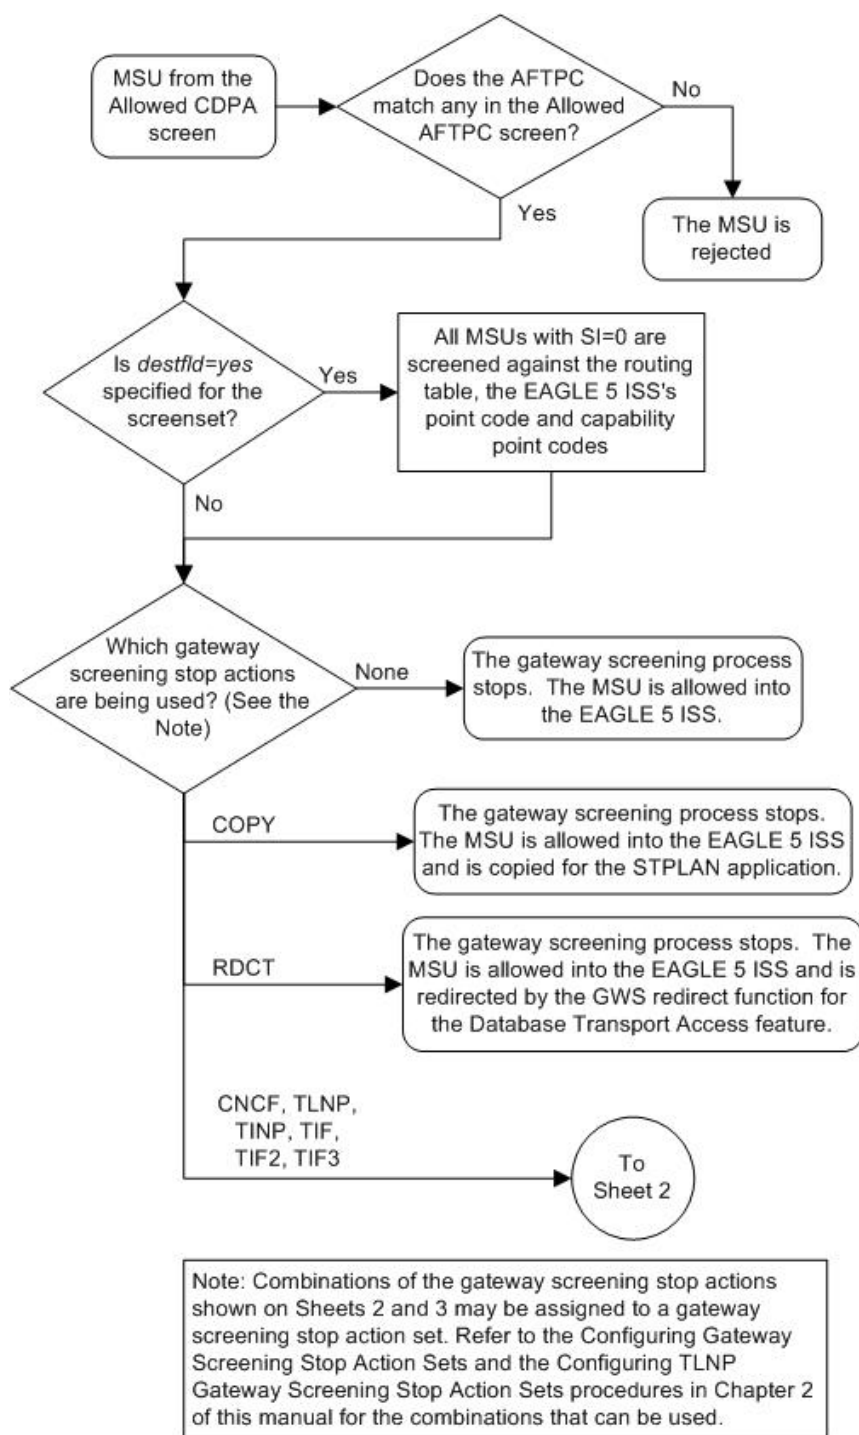 MSU from the
Allowed CDPA
screen
Does the AFTPC
match any in the Allowed
AFTPC screen?
No
The MSU is
rejected
Yes
Is destfld=yes
specified for the
screenset?
Yes
All MSUs with SI=0 are
screened against the routing
table, the EAGLE 5 ISS's
point code and capability
point codes
No
Which gateway
screening stop actions
are being used? (See the
Note)
None
The gateway screening process
stops.  The MSU is allowed into
the EAGLE 5 ISS.
COPY
The gateway screening process stops.
The MSU is allowed into the EAGLE 5 ISS
and is copied for the STPLAN application.
RDCT
The gateway screening process stops.  The
MSU is allowed into the EAGLE 5 ISS and is
redirected by the GWS redirect function for
the Database Transport Access feature.
CNCF, TLNP,
TINP, TIF,
TIF2, TIF3
To
Sheet 2
Note: Combinations of the gateway screening stop actions
shown on Sheets 2 and 3 may be assigned to a gateway
screening stop action set. Refer to the Configuring Gateway
Screening Stop Action Sets and the Configuring TLNP
Gateway Screening Stop Action Sets procedures in Chapter 2
of this manual for the combinations that can be used.